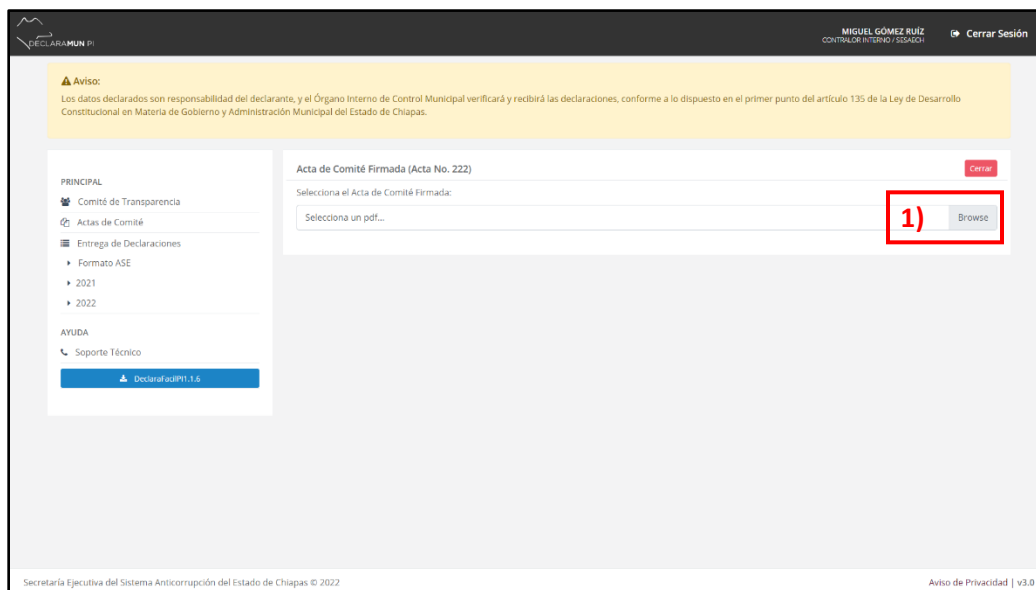 DECLARAMUN PI
MIGUEL GÓMEZ RUÍZ
CONTRALOR INTERNO / SESAECH
Cerrar Sesión
Aviso:
Los datos declarados son responsabilidad del declarante, y el Órgano Interno de Control Municipal verificará y recibirá las declaraciones, conforme a lo dispuesto en el primer punto del artículo 135 de la Ley de Desarrollo
Constitucional en Materia de Gobierno y Administración Municipal del Estado de Chiapas.
PRINCIPAL
Comité de Transparencia
Actas de Comité
Entrega de Declaraciones
Formato ASE
2021
2022
AYUDA
Soporte Técnico
DeclaraFacilPI1.1.6
Acta de Comité Firmada (Acta No. 222)
Cerrar
Selecciona el Acta de Comité Firmada:
Selecciona un pdf...
1)
Browse
Secretaría Ejecutiva del Sistema Anticorrupción del Estado de Chiapas © 2022
Aviso de Privacidad | v3.0